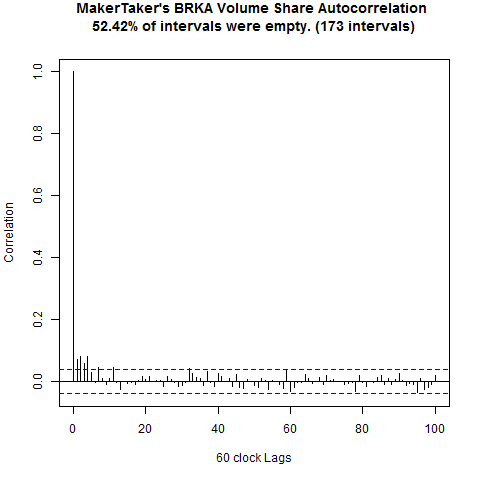 MakerTaker's BRKA Volume Share Autocorrelation
52.42% of intervals were empty. (173 intervals)
1.0
0.8
0.6
0.4
0.2
0.0
Correlation
0 20 40 60 80 100
60 clock Lags